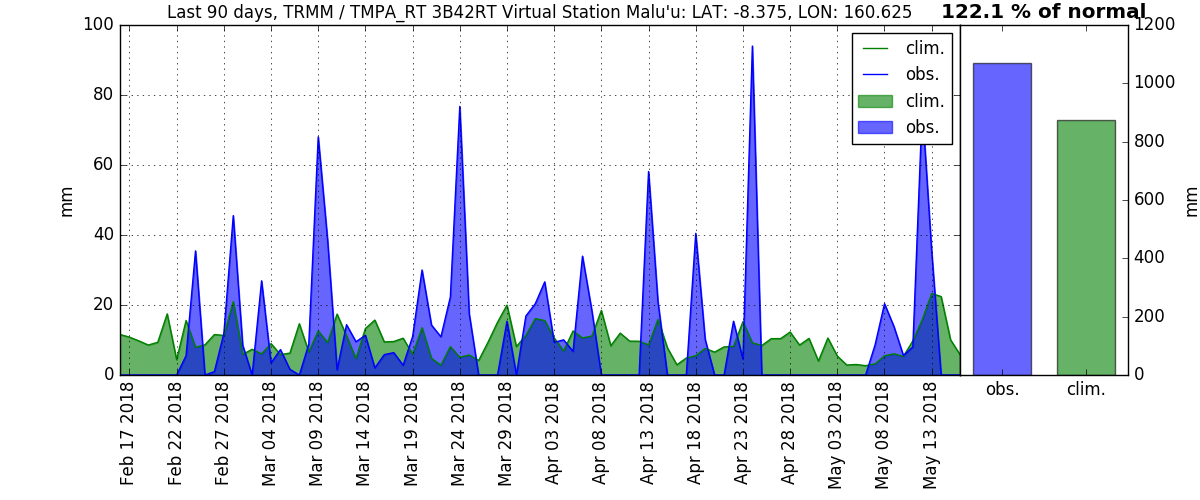 Last 90 days, TRMM / TMPA_RT 3B42RT Virtual Station Malu'u: LAT: -8.375, LON: 160.625
122.1 % of normal
100
80
60
40
20
0
mm
clim.
obs.
clim.
obs.
1200
1000
800
600
400
200
0
mm
obs.
clim.
Feb 17 2018
Feb 22 2018
Feb 27 2018
Mar 04 2018
Mar 09 2018
Mar 14 2018
Mar 19 2018
Mar 24 2018
Mar 29 2018
Apr 03 2018
Apr 08 2018
Apr 13 2018
Apr 18 2018
Apr 23 2018
Apr 28 2018
May 03 2018
May 08 2018
May 13 2018